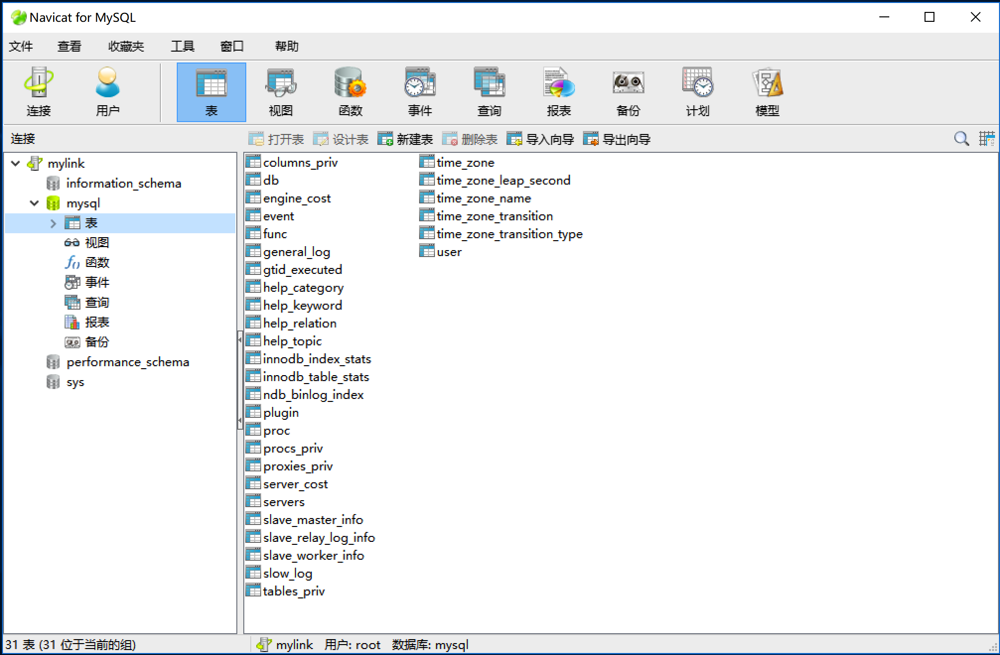 Navicat for MySQL
文件 查看 收藏夹 工具 窗口 帮助
连接 用户 表 视图 函数 事件 查询 报表 备份 计划 模型
连接 打开表 设计表 新建表 删除表 导入向导 导出向导
mylink
information_schema
mysql
表
视图
函数
事件
查询
报表
备份
performance_schema
sys
columns_priv
db
engine_cost
event
func
general_log
gtid_executed
help_category
help_keyword
help_relation
help_topic
innodb_index_stats
innodb_table_stats
ndb_binlog_index
plugin
proc
procs_priv
proxies_priv
server_cost
servers
slave_master_info
slave_relay_log_info
slave_worker_info
slow_log
tables_priv
time_zone
time_zone_leap_second
time_zone_name
time_zone_transition
time_zone_transition_type
user
31 表 (31 位于当前的组) mylink 用户: root 数据库: mysql